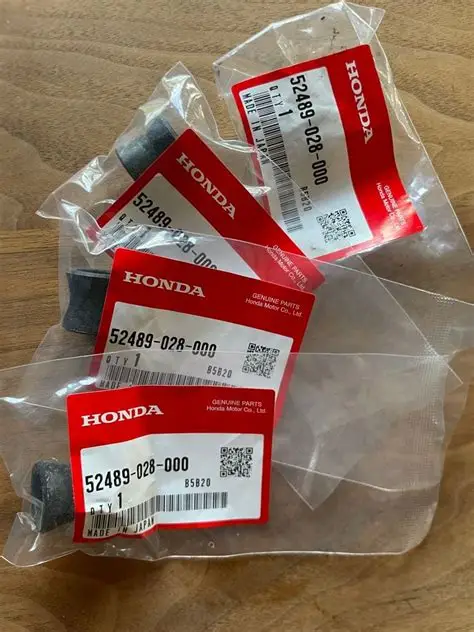 HONDA
52489-028-000
QTY
1
MADE IN JAPAN
B5B20
HONDA
52489-028-000
QTY
HONDA
GENUINE PARTS
Honda Motor Co., Ltd.
52489-028-000
QTY 1
B5B20
HONDA
GENUINE PARTS
Honda Motor Co., Ltd.
52489-028-000
QTY 1
B5B20
MADE IN JAPAN